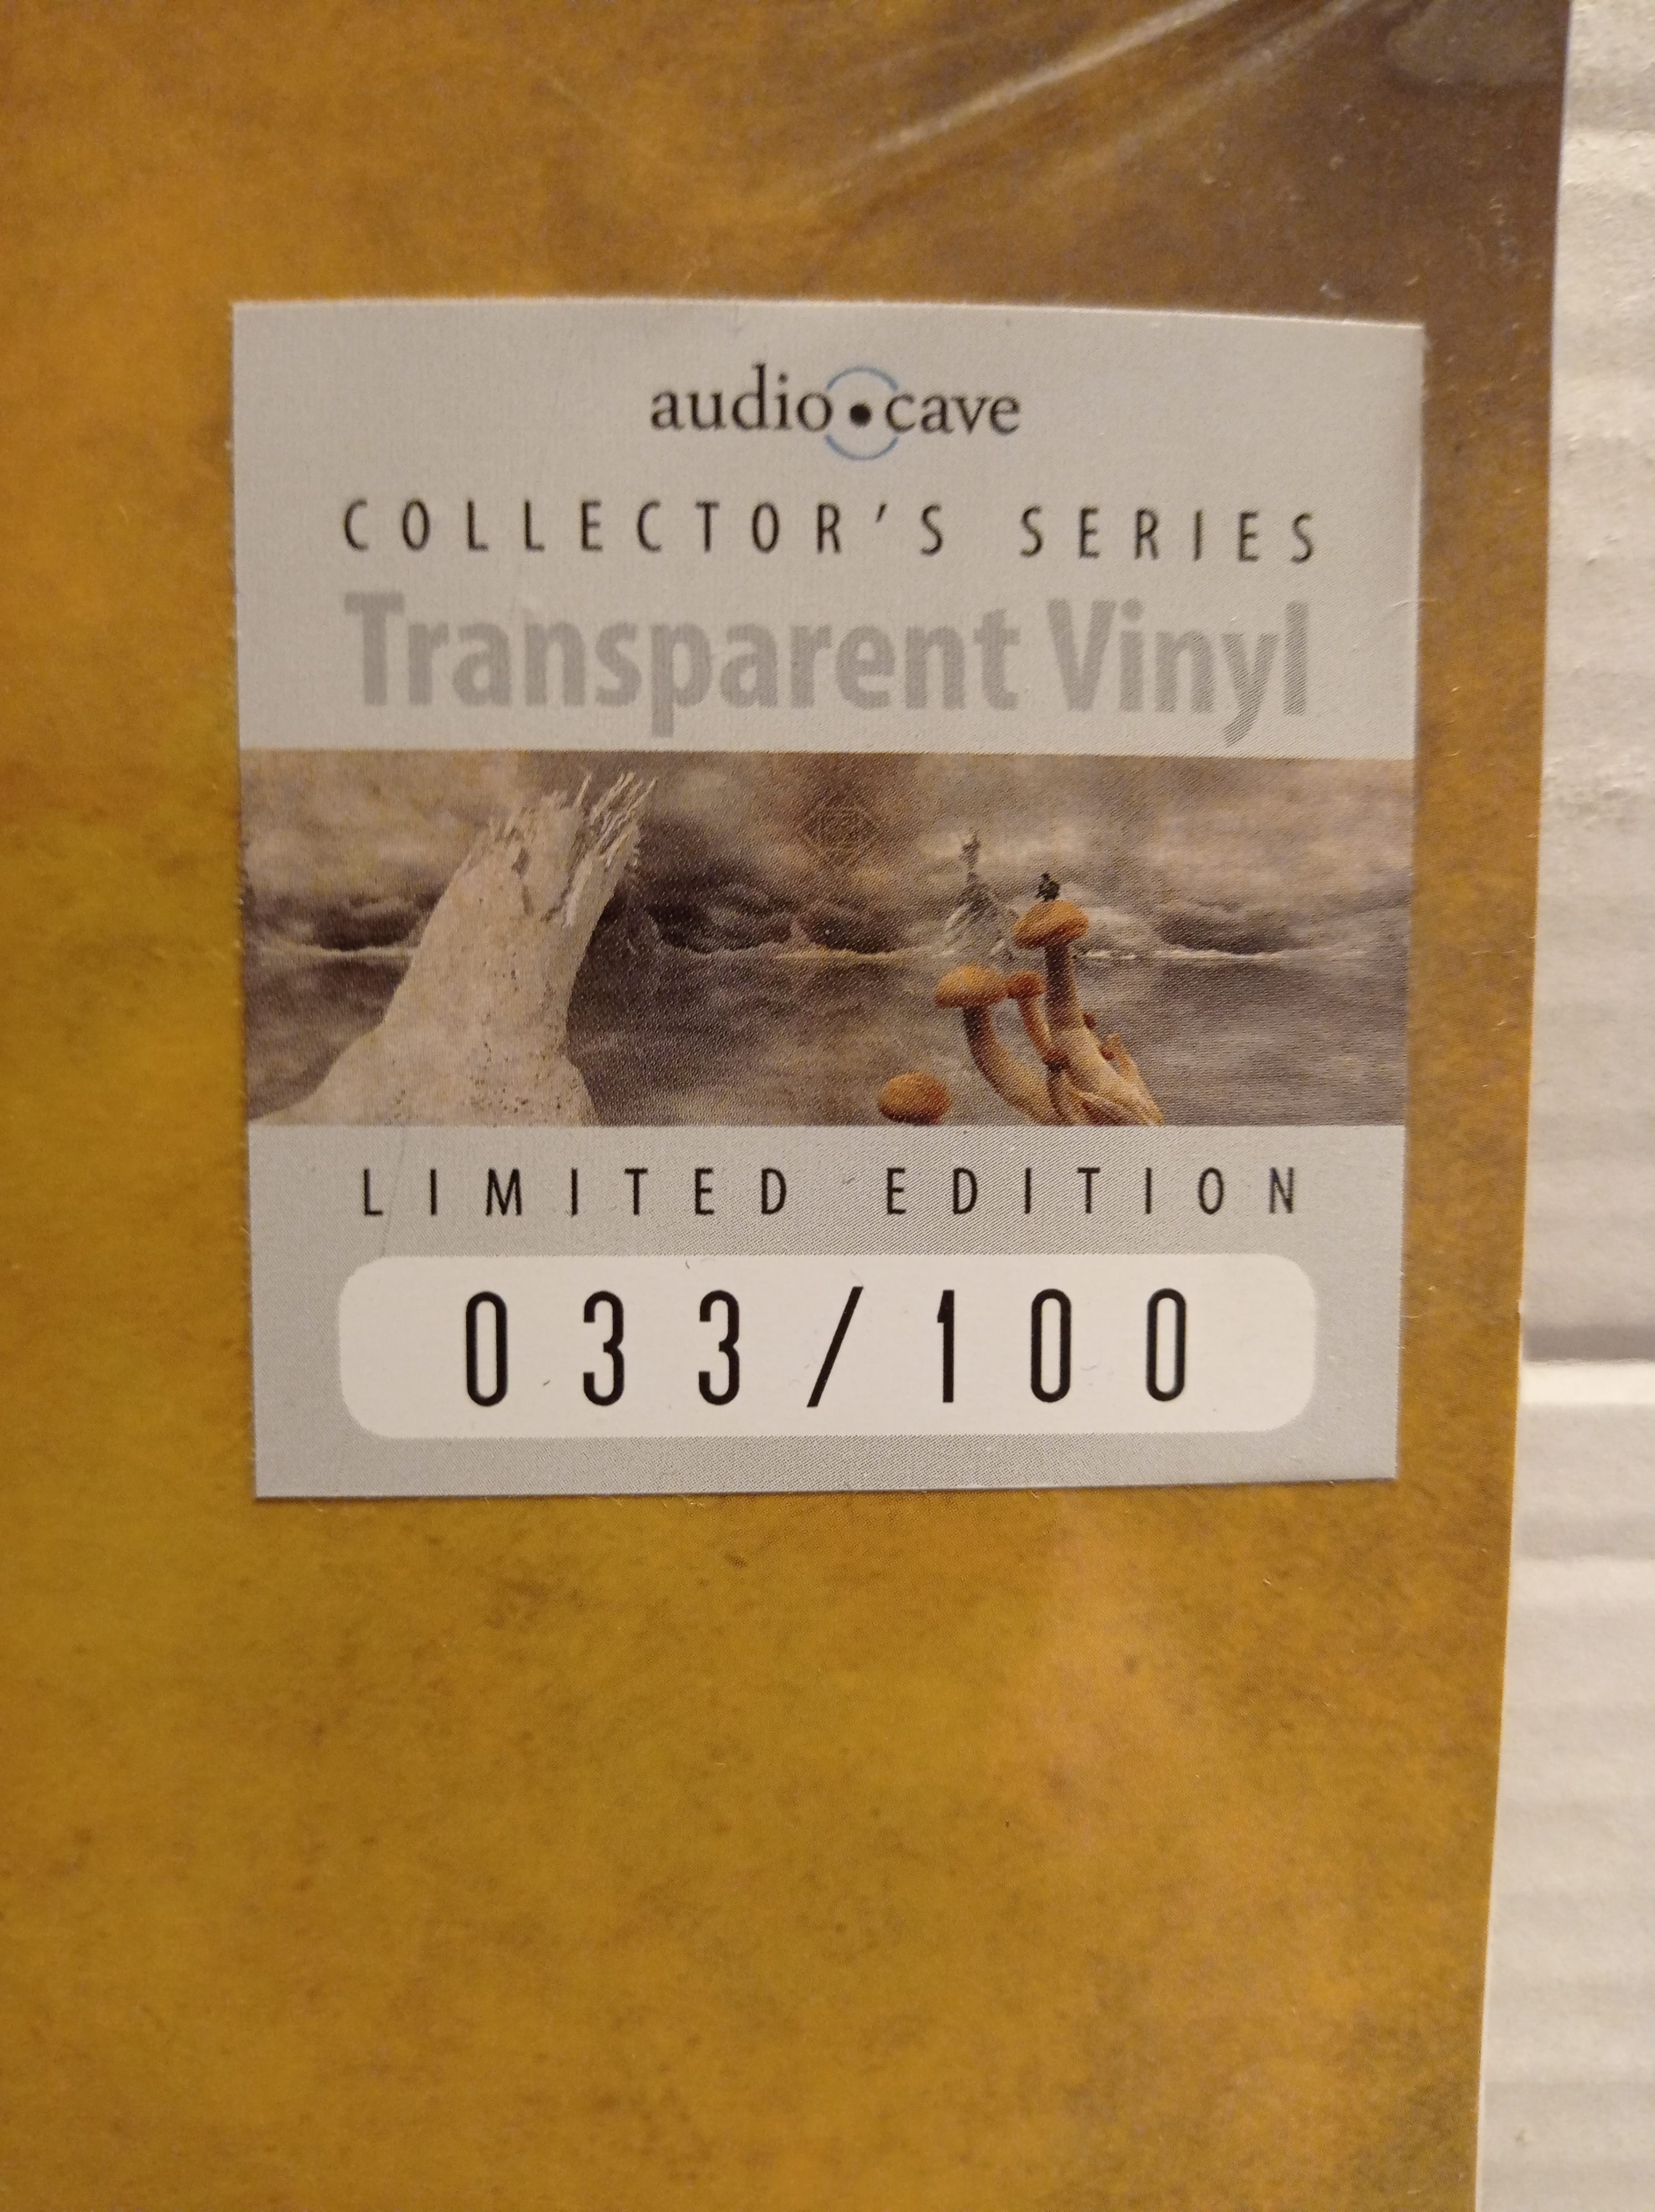 audio•cave
COLLECTOR'S SERIES
Transparent Vinyl
LIMITED EDITION
033/100